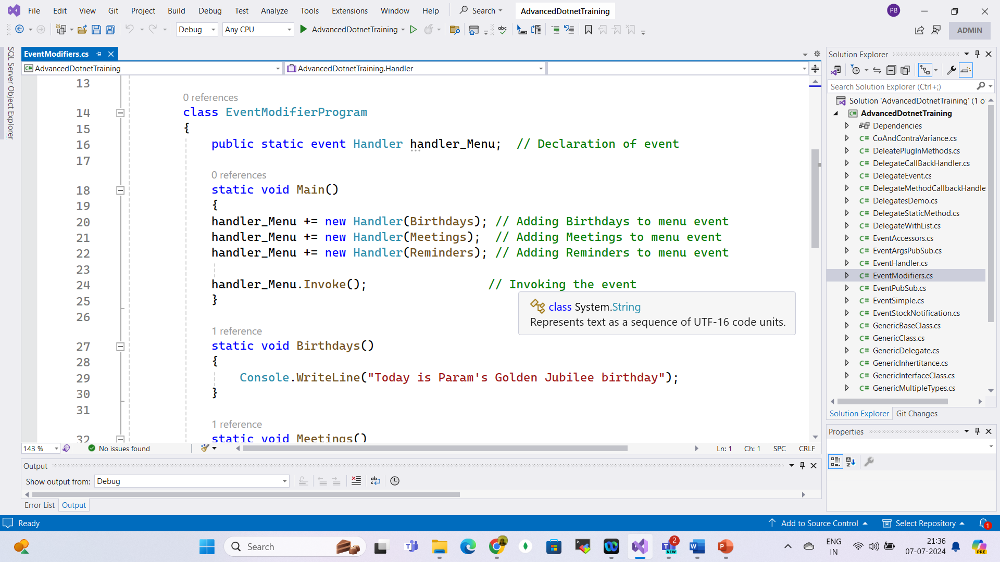 File Edit View Git Project Build Debug Test Analyze Tools Extensions Window Help Search AdvancedDotnetTraining PB
Debug Any CPU AdvancedDotnetTraining ADMIN
SQL Server Object Explorer
EventModifiers.cs
AdvancedDotnetTraining AdvancedDotnetTraining.Handler
13
0 references
14 class EventModifierProgram
15 {
16 public static event Handler handler_Menu; // Declaration of event
17
0 references
18 static void Main()
19 {
20 handler_Menu += new Handler(Birthdays); // Adding Birthdays to menu event
21 handler_Menu += new Handler(Meetings); // Adding Meetings to menu event
22 handler_Menu += new Handler(Reminders); // Adding Reminders to menu event
23
24 handler_Menu.Invoke(); // Invoking the event
25 }
class System.String
Represents text as a sequence of UTF-16 code units.
26
1 reference
27 static void Birthdays()
28 {
29 Console.WriteLine("Today is Param's Golden Jubilee birthday");
30 }
31
1 reference
32 static void Meetings()
143 % No issues found Ln: 1 Ch: 1 SPC CRLF
Output
Show output from: Debug
Error List Output
Solution Explorer
Search Solution Explorer (Ctrl+;)
Solution 'AdvancedDotnetTraining' (1 o
AdvancedDotnetTraining
Dependencies
C# CoAndContraVariance.cs
C# DeleatePlugInMethods.cs
C# DelegateCallBackHandler.cs
C# DelegateEvent.cs
C# DelegateMethodCallbackHandle
C# DelegatesDemo.cs
C# DelegateStaticMethod.cs
C# DelegateWithList.cs
C# EventAccessors.cs
C# EventArgsPubSub.cs
C# EventHandler.cs
C# EventModifiers.cs
C# EventPubSub.cs
C# EventSimple.cs
C# EventStockNotification.cs
C# GenericBaseClass.cs
C# GenericClass.cs
C# GenericDelegate.cs
C# GenericInhertitance.cs
C# GenericInterfaceClass.cs
C# GenericMultipleTypes.cs
Solution Explorer Git Changes
Properties
Ready Add to Source Control Select Repository 1
Search NEW 2 ENG IN 21:36 07-07-2024 PRE